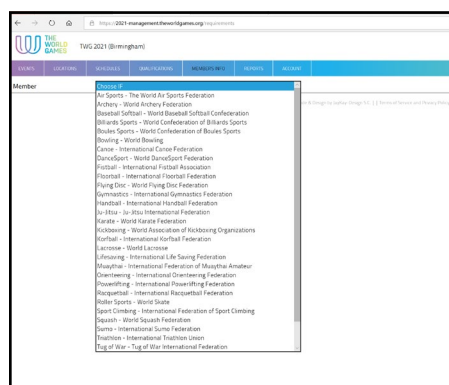 https://2021-management.theworldgames.org/requirements
THE
WORLD
GAMES
TWG 2021 (Birmingham)
EVENTS LOCATIONS SCHEDULES QUALIFICATIONS MEMBERS INFO REPORTS ACCOUNT
Member
Choose IF
Air Sports - The World Air Sports Federation
Archery - World Archery Federation
Baseball Softball - World Baseball Softball Confederation
Billiards Sports - World Confederation of Billiards Sports
Boules Sports - World Confederation of Boules Sports
Bowling - World Bowling
Canoe - International Canoe Federation
DanceSport - World DanceSport Federation
Fistball - International Fistball Association
Floorball - International Floorball Federation
Flying Disc - World Flying Disc Federation
Gymnastics - International Gymnastics Federation
Handball - International Handball Federation
Ju-Jitsu - Ju-Jitsu International Federation
Karate - World Karate Federation
Kickboxing - World Association of Kickboxing Organizations
Korfball - International Korfball Federation
Lacrosse - World Lacrosse
Lifesaving - International Life Saving Federation
Muaythai - International Federation of Muaythai Amateur
Orienteering - International Orienteering Federation
Powerlifting - International Powerlifting Federation
Racquetball - International Racquetball Federation
Roller Sports - World Skate
Sport Climbing - International Federation of Sport Climbing
Squash - World Squash Federation
Sumo - International Sumo Federation
Triathlon - International Triathlon Union
Tug of War - Tug of War International Federation